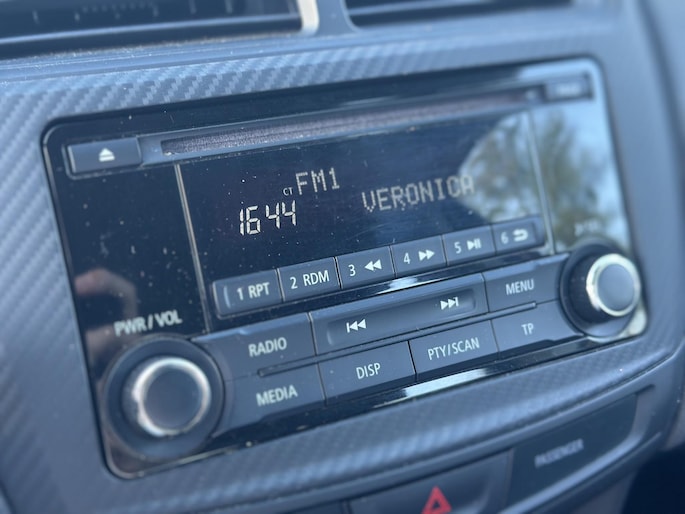 FM1
CT
1644
VERONICA
1 RPT
2 RDM
3
4
5
6
PWR / VOL
RADIO
MENU
MEDIA
DISP
PTY/SCAN
TP
PASSENGER